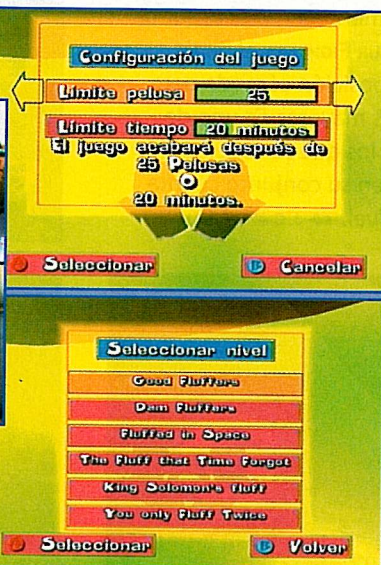 Configuración del juego
Límite pelusa 25
Límite tiempo 20 minutos
El juego acabará después de
25 Pelusas
O
20 minutos.
Seleccionar
Cancelar
Seleccionar nivel
Good Fluffers
Dam Fluffers
Fluffed in Space
The Fluff that Time Forgot
King Solomon's fluff
You only Fluff Twice
Seleccionar
Volver